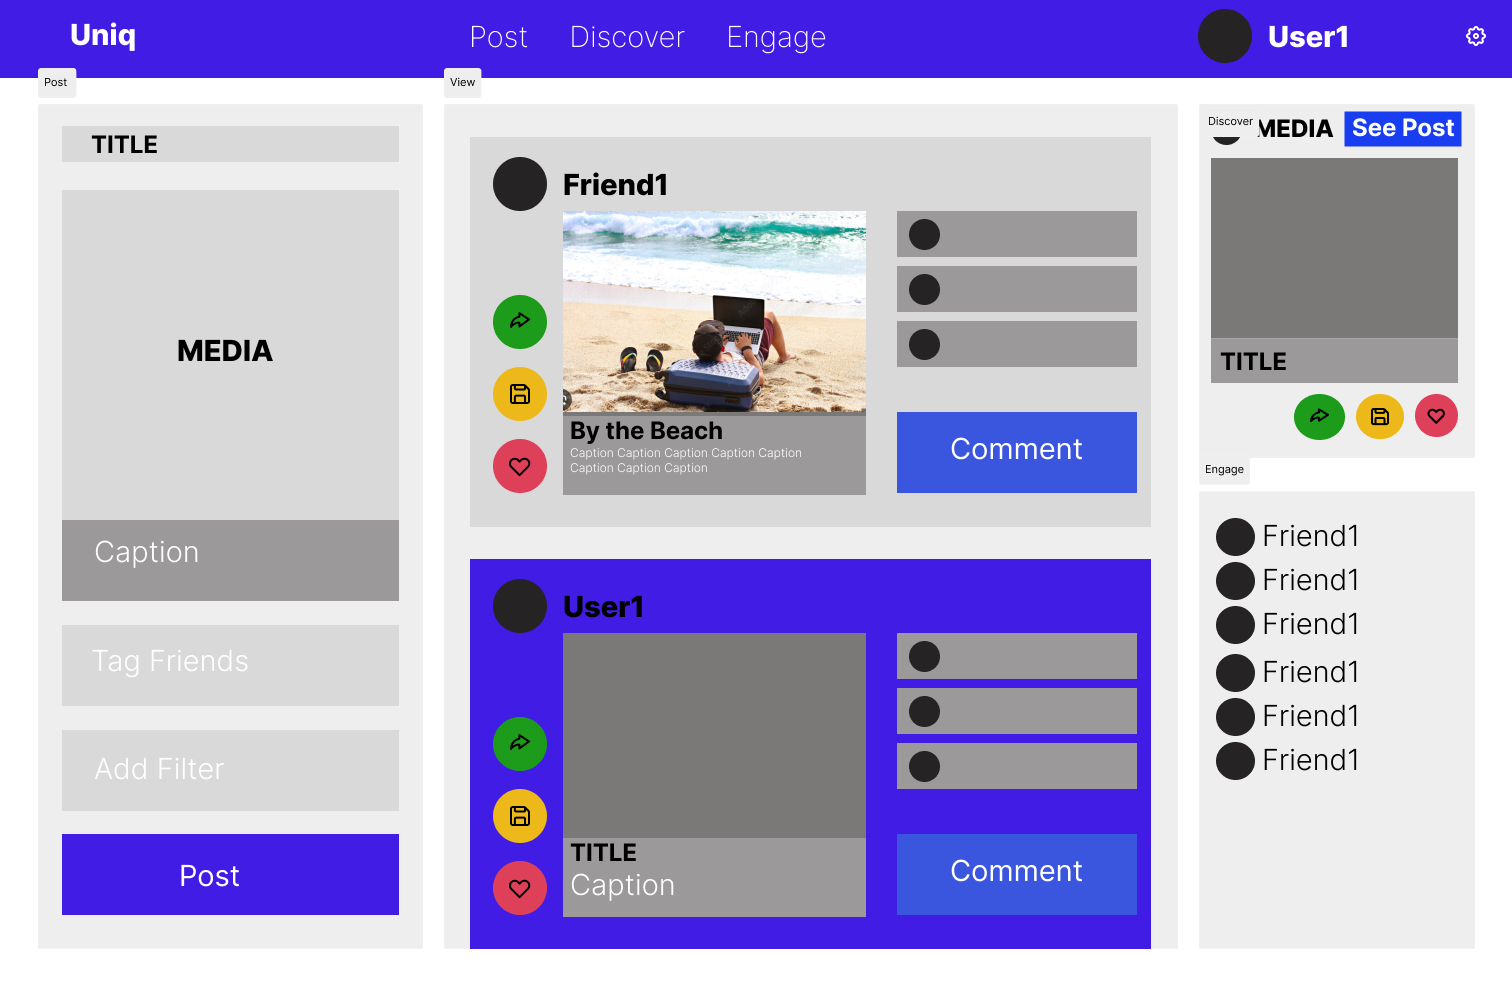 Uniq
Post
Discover
Engage
User1
Post
TITLE
MEDIA
Caption
Tag Friends
Add Filter
Post
View
Friend1
By the Beach
Caption Caption Caption Caption Caption
Caption Caption Caption
Comment
User1
TITLE
Caption
Comment
Discover
MEDIA
See Post
TITLE
Engage
Friend1
Friend1
Friend1
Friend1
Friend1
Friend1